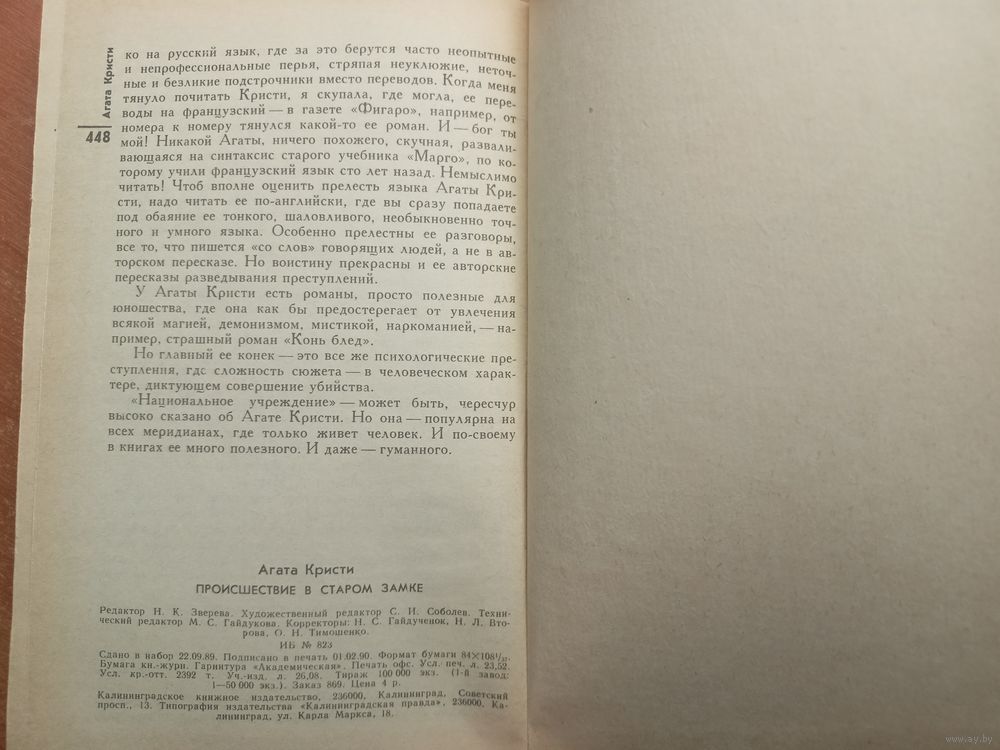 Агата Кристи
448
ко на русский язык, где за это берутся часто неопытные
и непрофессиональные перья, стряпая неуклюжие, неточ-
ные и безликие подстрочники вместо переводов. Когда меня
тянуло почитать Кристи, я скупала, где могла, ее пере-
воды на французский — в газете «Фигаро», например, от
номера к номеру тянулся какой-то ее роман. И — бог ты
мой! Никакой Агаты, ничего похожего, скучная, развали-
вающаяся на синтаксис старого учебника «Марго», по ко-
торому учили французский язык сто лет назад. Немыслимо
читать! Чтоб вполне оценить прелесть языка Агаты Кри-
сти, надо читать ее по-английски, где вы сразу попадаете
под обаяние ее тонкого, шаловливого, необыкновенно точ-
ного и умного языка. Особенно прелестны ее разговоры,
все то, что пишется «со слов» говорящих людей, а не в ав-
торском пересказе. Но воистину прекрасны и ее авторские
пересказы разведывания преступлений.
У Агаты Кристи есть романы, просто полезные для
юношества, где она как бы предостерегает от увлечения
всякой магией, демонизмом, мистикой, наркоманией, — на-
пример, страшный роман «Конь блед».
Но главный ее конек — это все же психологические пре-
ступления, где сложность сюжета — в человеческом харак-
тере, диктующем совершение убийства.
«Национальное учреждение» — может быть, чересчур
высоко сказано об Агате Кристи. Но она — популярна на
всех меридианах, где только живет человек. И по-своему
в книгах ее много полезного. И даже — гуманного.
Агата Кристи
ПРОИСШЕСТВИЕ В СТАРОМ ЗАМКЕ
Редактор Н. К. Зверева. Художественный редактор С. И. Соболев. Техни-
ческий редактор М. С. Гайдукова. Корректоры: Н. С. Гайдученок, Н. Л. Вто-
рова, О. Н. Тимошенко.
ИБ № 823
Сдано в набор 22.09.89. Подписано в печать 01.02.90. Формат бумаги 84×108¹/₃₂.
Бумага кн.-журн. Гарнитура «Академическая». Печать офс. Усл. печ. л. 23,52.
Усл. кр.-отт. 2392 т. Уч.-изд. л. 26,08. Тираж 100 000 экз. (1-й завод:
1—50 000 экз.). Заказ 869. Цена 4 р.
Калининградское книжное издательство, 236000, Калининград, Советский
просп., 13. Типография издательства «Калининградская правда», 236000, Ка-
лининград, ул. Карла Маркса, 18.
www.ay.by